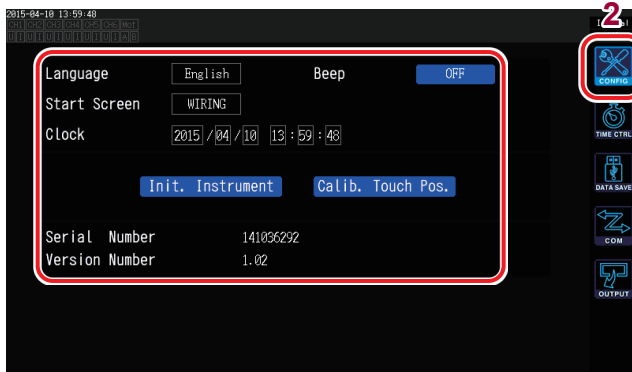 2015-04-10 13:59:48
CH1 CH2 CH3 CH4 CH5 CH6 Mot
U I U I U I U I U I U I A B
2
Language English Beep OFF
CONFIG
Start Screen WIRING
Clock 2015 / 04 / 10 13 : 59 : 48
TIME CTRL
Init. Instrument Calib. Touch Pos.
DATA SAVE
Serial Number 141036292
COM
Version Number 1.02
OUTPUT